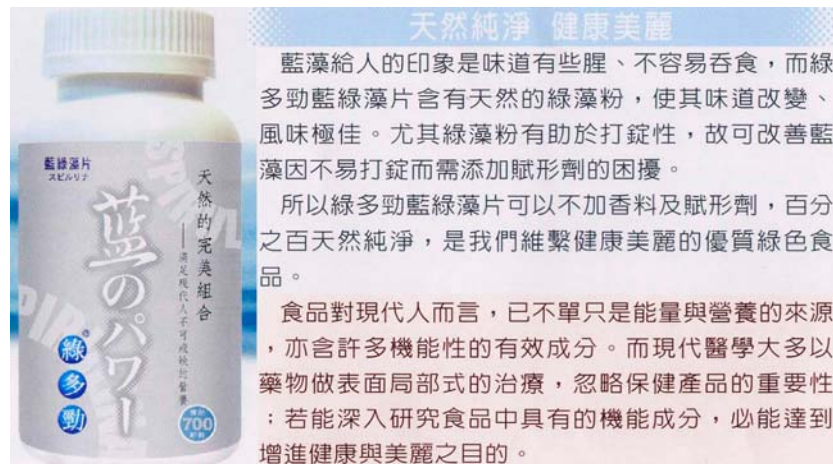 天然純淨 健康美麗
藍藻給人的印象是味道有些腥、不容易吞食，而綠
多勁藍綠藻片含有天然的綠藻粉，使其味道改變、
風味極佳。尤其綠藻粉有助於打錠性，故可改善藍
藻因不易打錠而需添加賦形劑的困擾。
所以綠多勁藍綠藻片可以不加香料及賦形劑，百分
之百天然純淨，是我們維繫健康美麗的優質綠色食
品。
食品對現代人而言，已不單只是能量與營養的來源
，亦含許多機能性的有效成分。而現代醫學大多以
藥物做表面局部式的治療，忽略保健產品的重要性
；若能深入研究食品中具有的機能成分，必能達到
增進健康與美麗之目的。
藍綠藻片
スピルリナ
天然的完美組合
蓝のパワー
綠多勁
®
700